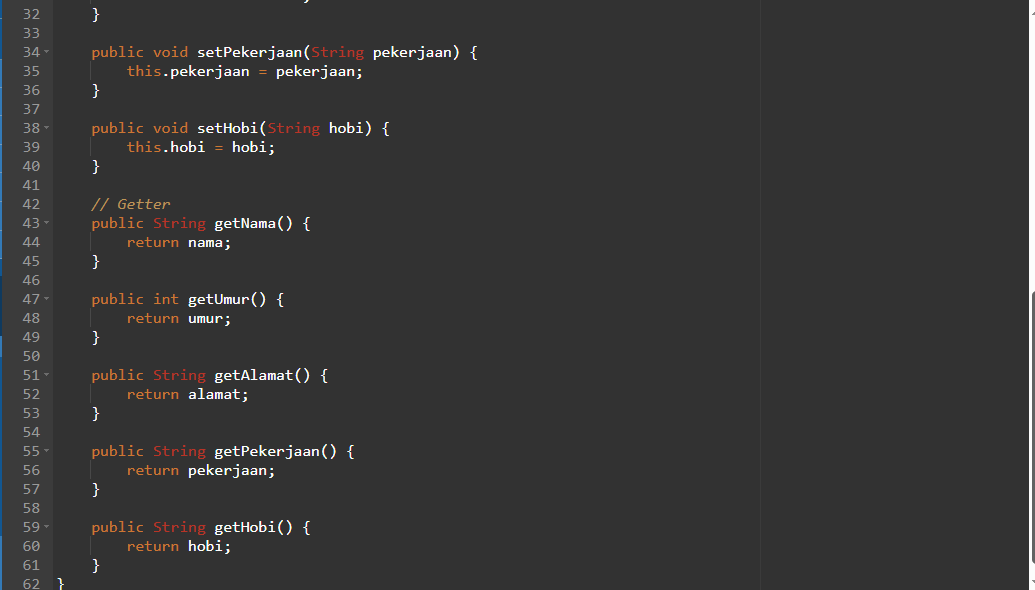 32 }
33
34 public void setPekerjaan(String pekerjaan) {
35 this.pekerjaan = pekerjaan;
36 }
37
38 public void setHobi(String hobi) {
39 this.hobi = hobi;
40 }
41
42 // Getter
43 public String getNama() {
44 return nama;
45 }
46
47 public int getUmur() {
48 return umur;
49 }
50
51 public String getAlamat() {
52 return alamat;
53 }
54
55 public String getPekerjaan() {
56 return pekerjaan;
57 }
58
59 public String getHobi() {
60 return hobi;
61 }
62 }